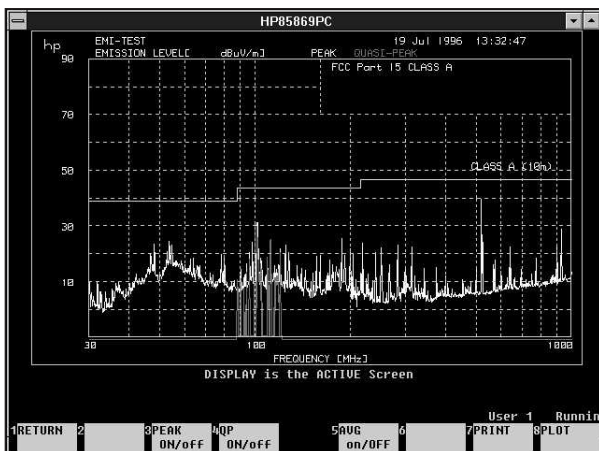 HP85869PC
hp
EMI-TEST
19 Jul 1996 13:32:47
EMISSION LEVEL[ dBuV/m] PEAK QUASI-PEAK
90
FCC Part 15 CLASS A
70
50
CLASS A (10m)
30
10
30 100 1000
FREQUENCY [MHz]
DISPLAY is the ACTIVE Screen
User 1 Runnin
1RETURN 2 3PEAK 4QP 5AVG 6 7PRINT 8PLOT
ON/off ON/off on/OFF